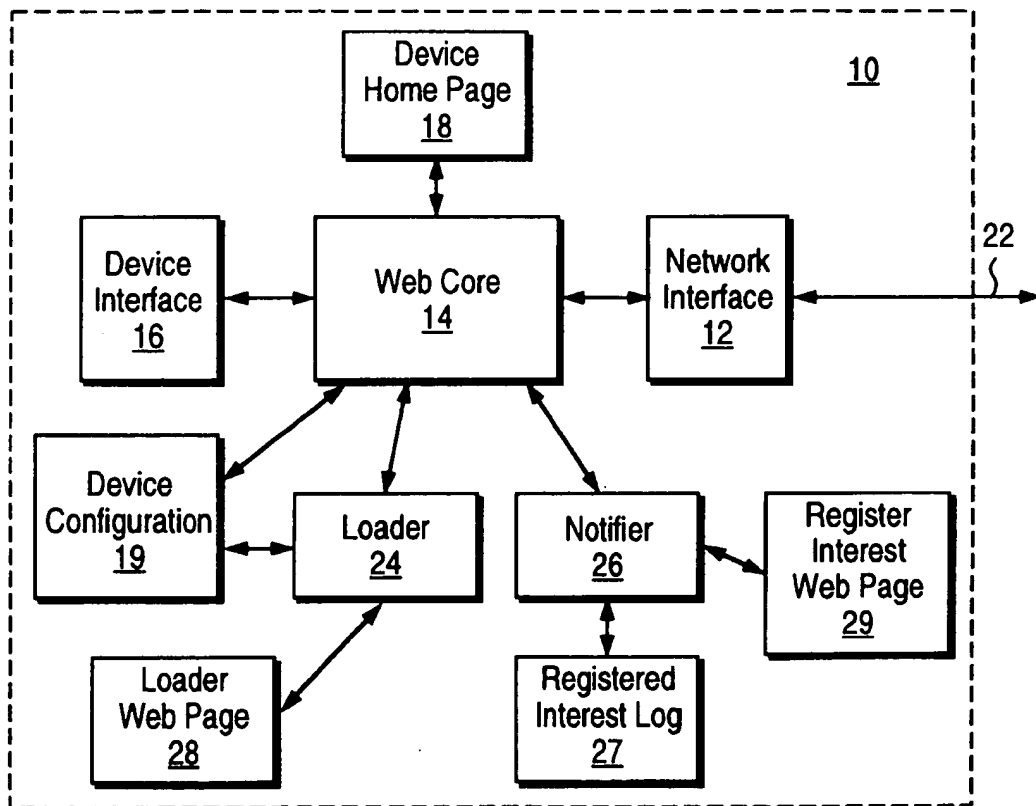 Device
Home Page
18
10
Device
Interface
16
Web Core
14
Network
Interface
12
22
Device
Configuration
19
Loader
24
Notifier
26
Register
Interest
Web Page
29
Loader
Web Page
28
Registered
Interest Log
27